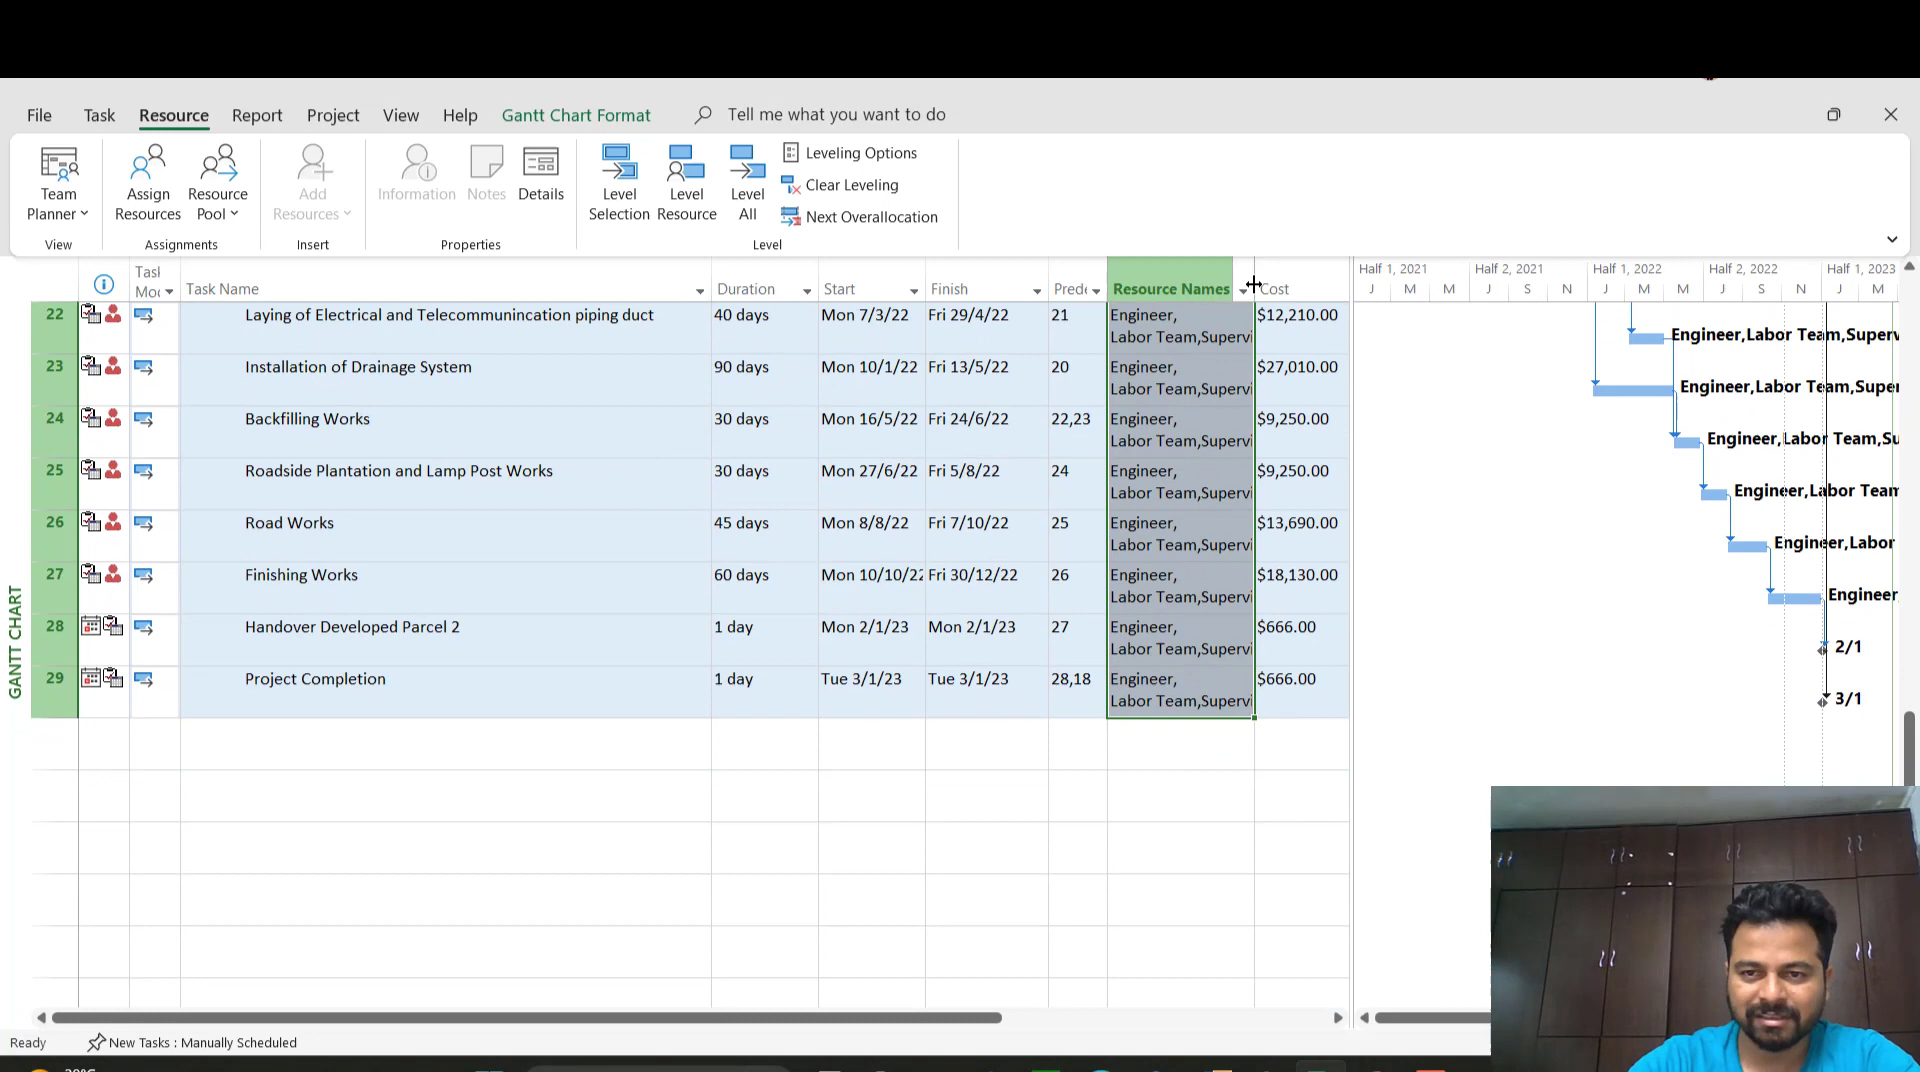 File Task Resource Report Project View Help Gantt Chart Format Tell me what you want to do
Team Planner
Assign Resources
Resource Pool
Add Resources
Information
Notes
Details
Level Selection
Level Resource
Level All
Leveling Options
Clear Leveling
Next Overallocation
View Assignments Insert Properties Level
Task Name Duration Start Finish Resource Names Cost
Half 1, 2021 Half 2, 2021 Half 1, 2022 Half 2, 2022 Half 1, 2023
J M M J S N J M M J S N J M
22 Laying of Electrical and Telecommunincation piping duct 40 days Mon 7/3/22 Fri 29/4/22 21 Engineer, $12,210.00
Labor Team,Supervi
Engineer,Labor Team,Superv
23 Installation of Drainage System 90 days Mon 10/1/22 Fri 13/5/22 20 Engineer, $27,010.00
Labor Team,Supervi
Engineer,Labor Team,Super
24 Backfilling Works 30 days Mon 16/5/22 Fri 24/6/22 22,23 Engineer, $9,250.00
Labor Team,Supervi
Engineer,Labor Team,Su
25 Roadside Plantation and Lamp Post Works 30 days Mon 27/6/22 Fri 5/8/22 24 Engineer, $9,250.00
Labor Team,Supervi
Engineer,Labor Team
26 Road Works 45 days Mon 8/8/22 Fri 7/10/22 25 Engineer, $13,690.00
Labor Team,Supervi
Engineer,Labor
27 Finishing Works 60 days Mon 10/10/22 Fri 30/12/22 26 Engineer, $18,130.00
Labor Team,Supervi
Engineer
28 Handover Developed Parcel 2 1 day Mon 2/1/23 Mon 2/1/23 27 Engineer, $666.00
Labor Team,Supervi
2/1
29 Project Completion 1 day Tue 3/1/23 Tue 3/1/23 28,18 Engineer, $666.00
Labor Team,Supervi
3/1
GANTT CHART
Ready New Tasks : Manually Scheduled